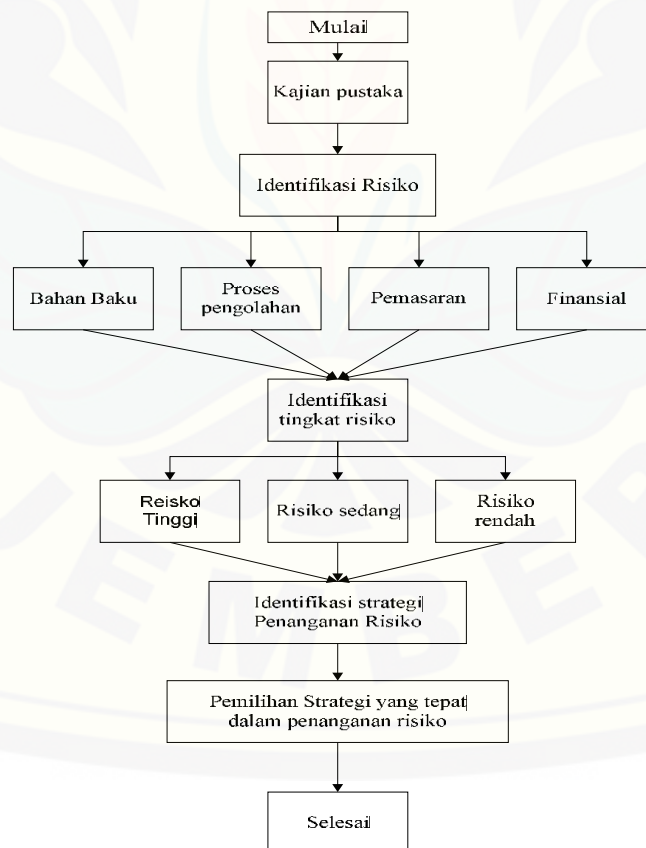 Mulai
Kajian pustaka
Identifikasi Risiko
Bahan Baku
Proses
pengolahan
Pemasaran
Finansial
Identifikasi
tingkat risiko
Reisko
Tinggi
Risiko sedang
Risiko
rendah
Identifikasi strategi
Penanganan Risiko
Pemilihan Strategi yang tepat
dalam penanganan risiko
Selesai
JEMBER